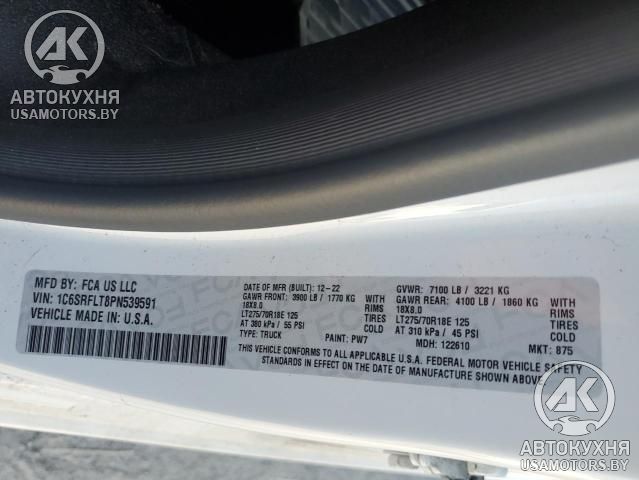 АК
АВТОКУХНЯ
USAMOTORS.BY
MFD BY: FCA US LLC
VIN: 1C6SRFLT8PN539591
VEHICLE MADE IN U.S.A.
DATE OF MFR (BUILT): 12-22
GAWR FRONT: 3900 LB / 1770 KG WITH
18X8.0 RIMS
LT275/70R18E 125 TIRES
AT 380 kPa / 55 PSI COLD
TYPE: TRUCK PAINT: PW7
GVWR: 7100 LB / 3221 KG
GAWR REAR: 4100 LB / 1860 KG WITH
18X8.0 RIMS
LT275/70R18E 125 TIRES
AT 310 kPa / 45 PSI COLD
MDH: 122610 MKT: 875
THIS VEHICLE CONFORMS TO ALL APPLICABLE U.S.A. FEDERAL MOTOR VEHICLE SAFETY
STANDARDS IN EFFECT ON THE DATE OF MANUFACTURE SHOWN ABOVE.
АК
АВТОКУХНЯ
USAMOTORS.BY